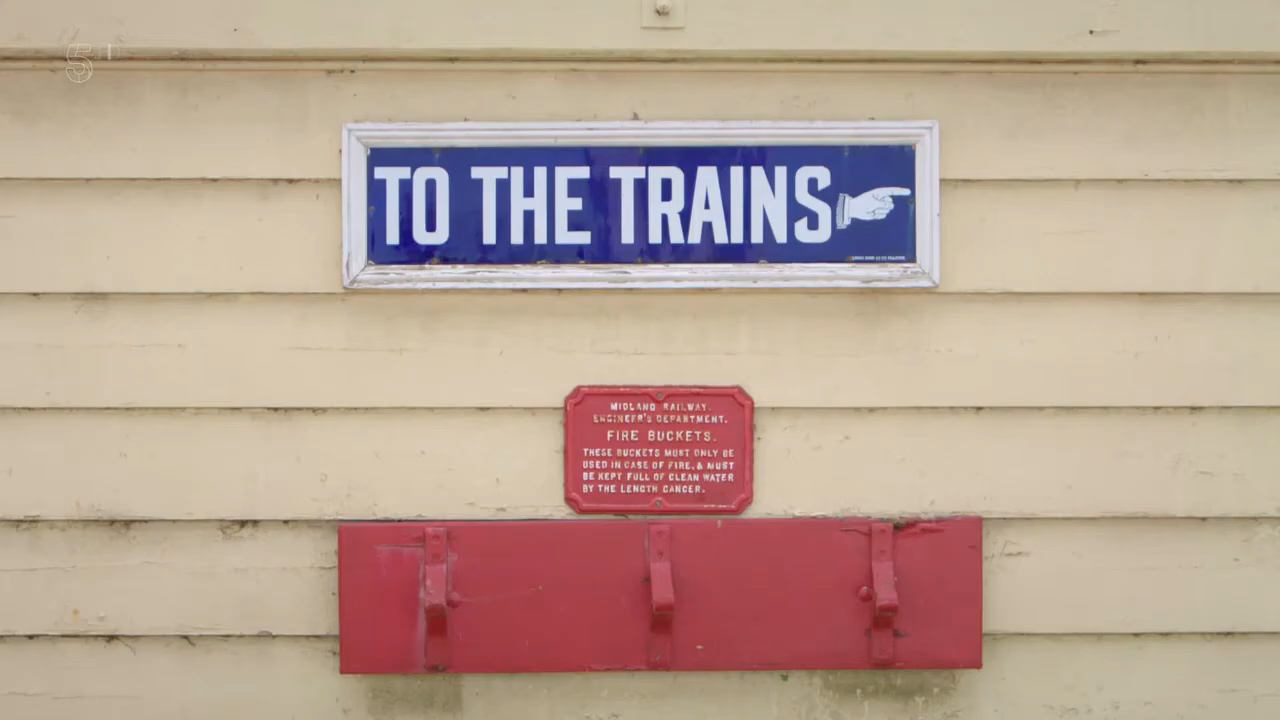 5HD
TO THE TRAINS
MIDLAND RAILWAY.
ENGINEER'S DEPARTMENT.
FIRE BUCKETS.
THESE BUCKETS MUST ONLY BE
USED IN CASE OF FIRE, & MUST
BE KEPT FULL OF CLEAN WATER
BY THE LENGTH GANGER.